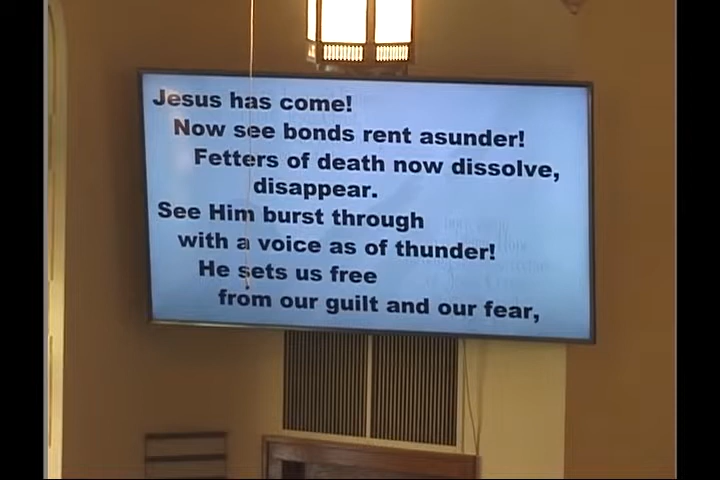 Jesus has come!
Now see bonds rent asunder!
Fetters of death now dissolve,
disappear.
See Him burst through
with a voice as of thunder!
He sets us free
from our guilt and our fear,